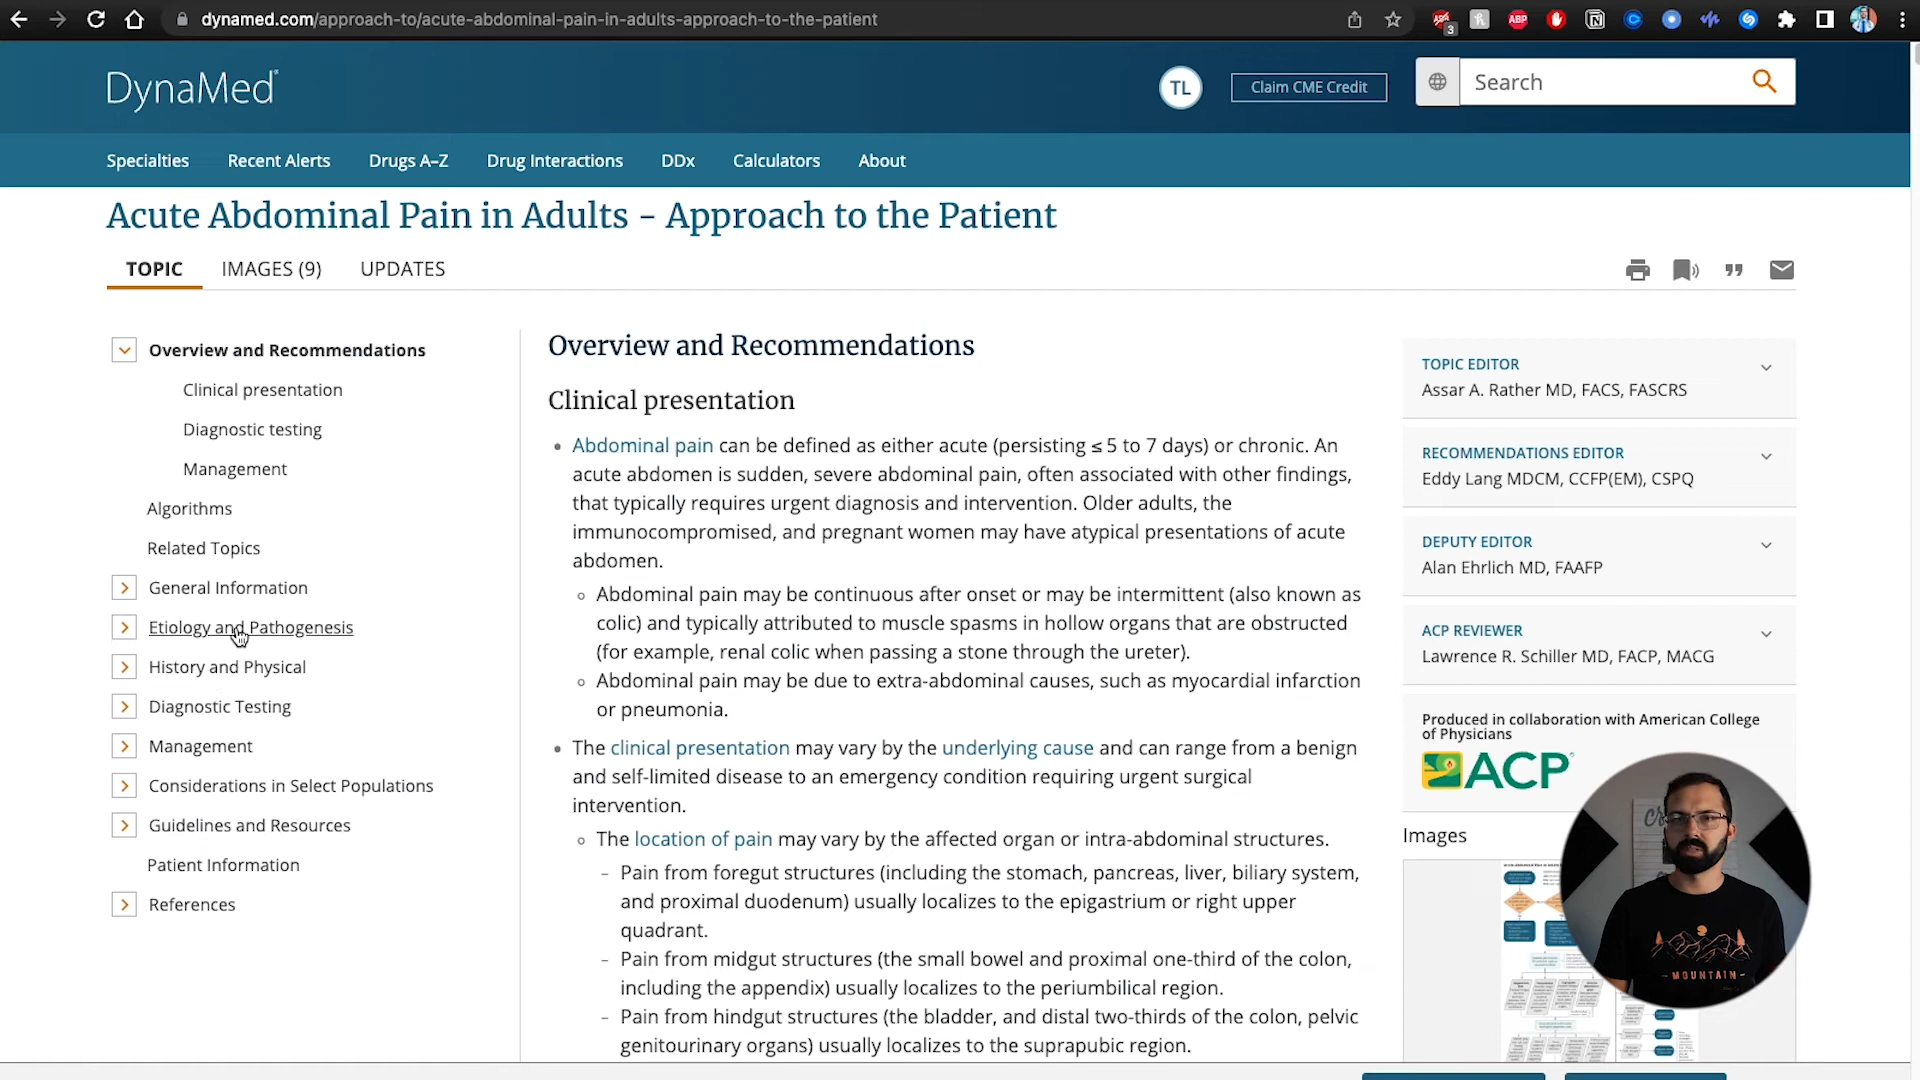 dynamed.com/approach-to/acute-abdominal-pain-in-adults-approach-to-the-patient
3
ABP
DynaMed
TL
Claim CME Credit
Search
Specialties
Recent Alerts
Drugs A–Z
Drug Interactions
DDx
Calculators
About
Acute Abdominal Pain in Adults - Approach to the Patient
TOPIC
IMAGES (9)
UPDATES
Overview and Recommendations
Clinical presentation
Diagnostic testing
Management
Algorithms
Related Topics
General Information
Etiology and Pathogenesis
History and Physical
Diagnostic Testing
Management
Considerations in Select Populations
Guidelines and Resources
Patient Information
References
Overview and Recommendations
Clinical presentation
Abdominal pain can be defined as either acute (persisting ≤ 5 to 7 days) or chronic. An
acute abdomen is sudden, severe abdominal pain, often associated with other findings,
that typically requires urgent diagnosis and intervention. Older adults, the
immunocompromised, and pregnant women may have atypical presentations of acute
abdomen.
Abdominal pain may be continuous after onset or may be intermittent (also known as
colic) and typically attributed to muscle spasms in hollow organs that are obstructed
(for example, renal colic when passing a stone through the ureter).
Abdominal pain may be due to extra-abdominal causes, such as myocardial infarction
or pneumonia.
The clinical presentation may vary by the underlying cause and can range from a benign
and self-limited disease to an emergency condition requiring urgent surgical
intervention.
The location of pain may vary by the affected organ or intra-abdominal structures.
- Pain from foregut structures (including the stomach, pancreas, liver, biliary system,
and proximal duodenum) usually localizes to the epigastrium or right upper
quadrant.
- Pain from midgut structures (the small bowel and proximal one-third of the colon,
including the appendix) usually localizes to the periumbilical region.
- Pain from hindgut structures (the bladder, and distal two-thirds of the colon, pelvic
genitourinary organs) usually localizes to the suprapubic region.
TOPIC EDITOR
Assar A. Rather MD, FACS, FASCRS
RECOMMENDATIONS EDITOR
Eddy Lang MDCM, CCFP(EM), CSPQ
DEPUTY EDITOR
Alan Ehrlich MD, FAAFP
ACP REVIEWER
Lawrence R. Schiller MD, FACP, MACG
Produced in collaboration with American College
of Physicians
ACP
Images
- MOUNTAIN -